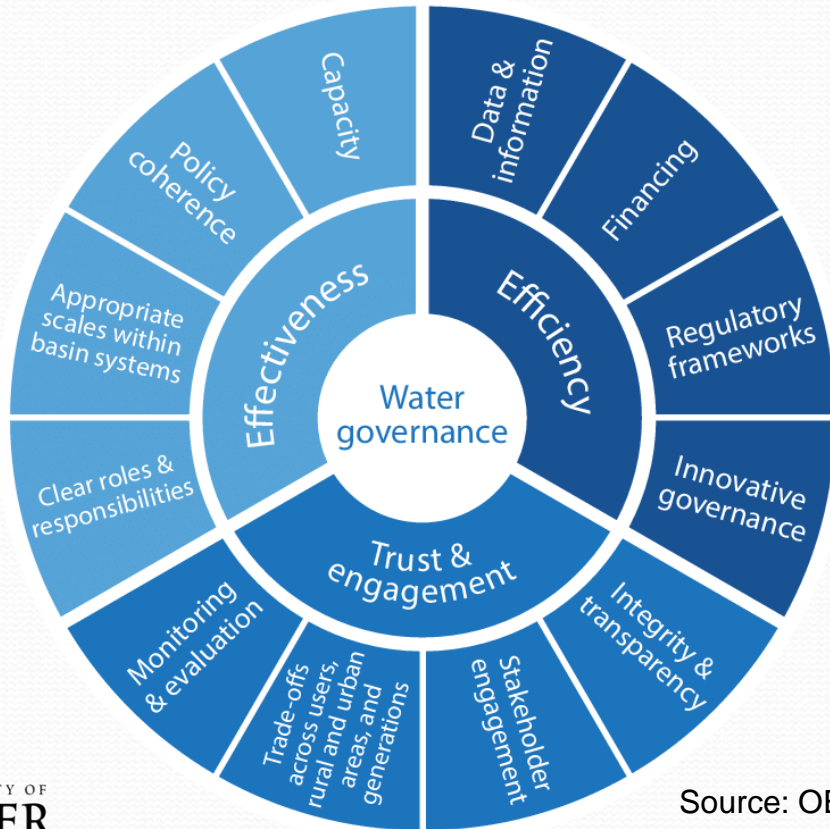 Capacity
Data &
information
Policy
coherence
Financing
Appropriate
scales within
basin systems
Regulatory
frameworks
Effectiveness
Efficiency
Water
governance
Clear roles &
responsibilities
Innovative
governance
Trust &
engagement
Monitoring
& evaluation
Trade-offs
across users,
rural and urban
areas, and
generations
Stakeholder
engagement
Integrity &
transparency
OF
Source: